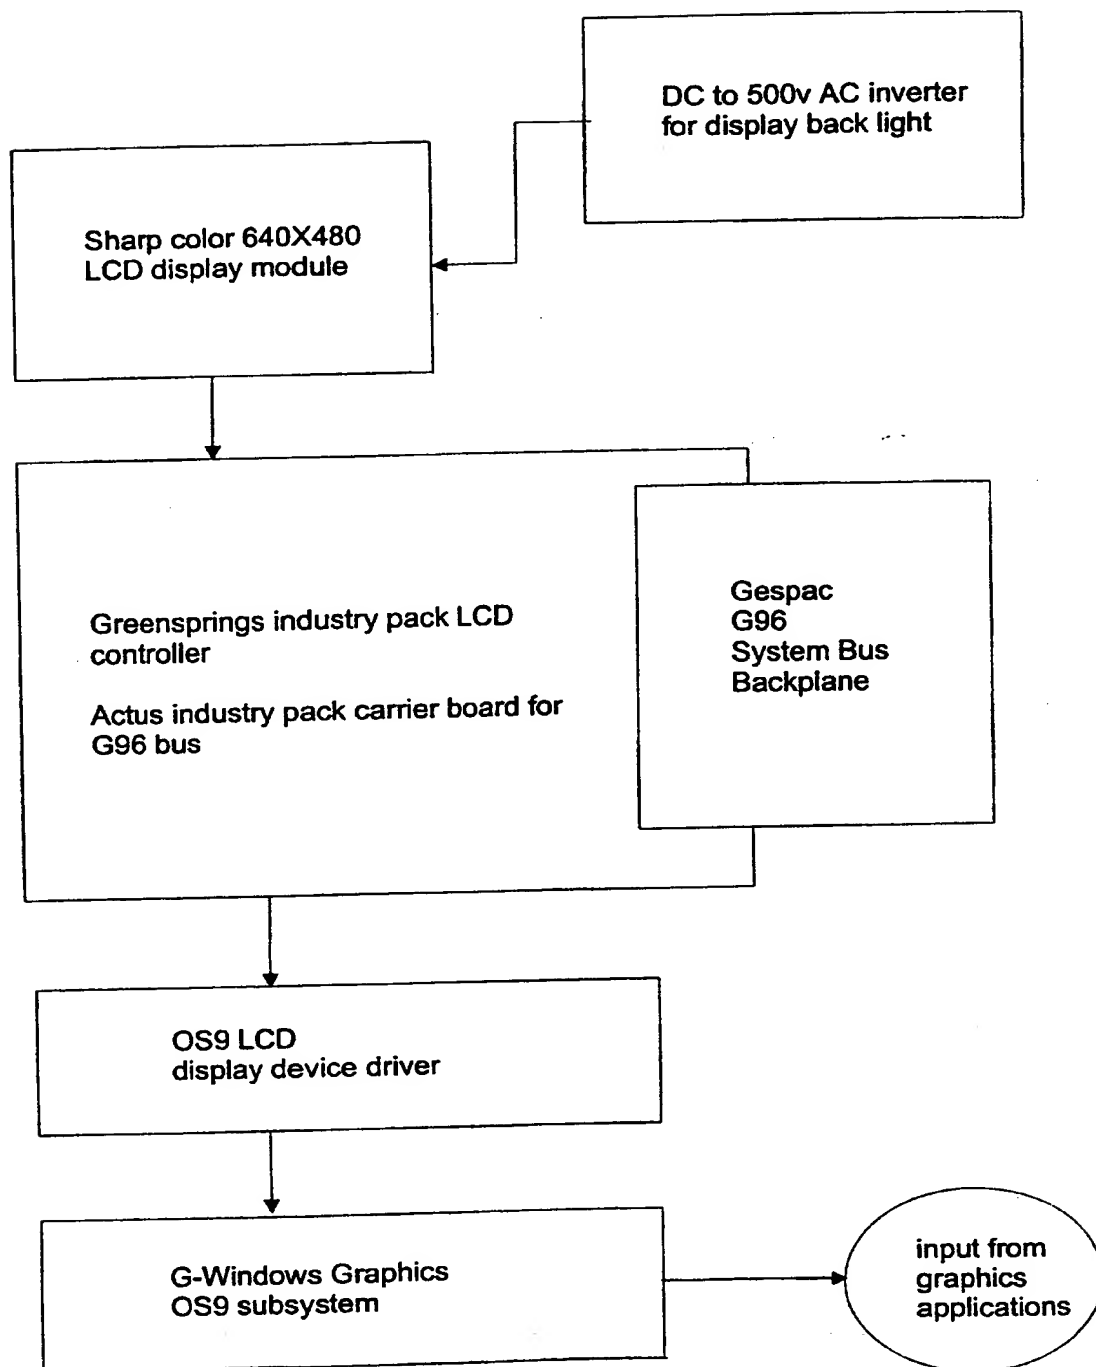 DC to 500v AC inverter
for display back light
Sharp color 640X480
LCD display module
Greensprings industry pack LCD
controller
Actus industry pack carrier board for
G96 bus
Gespac
G96
System Bus
Backplane
OS9 LCD
display device driver
G-Windows Graphics
OS9 subsystem
input from
graphics
applications